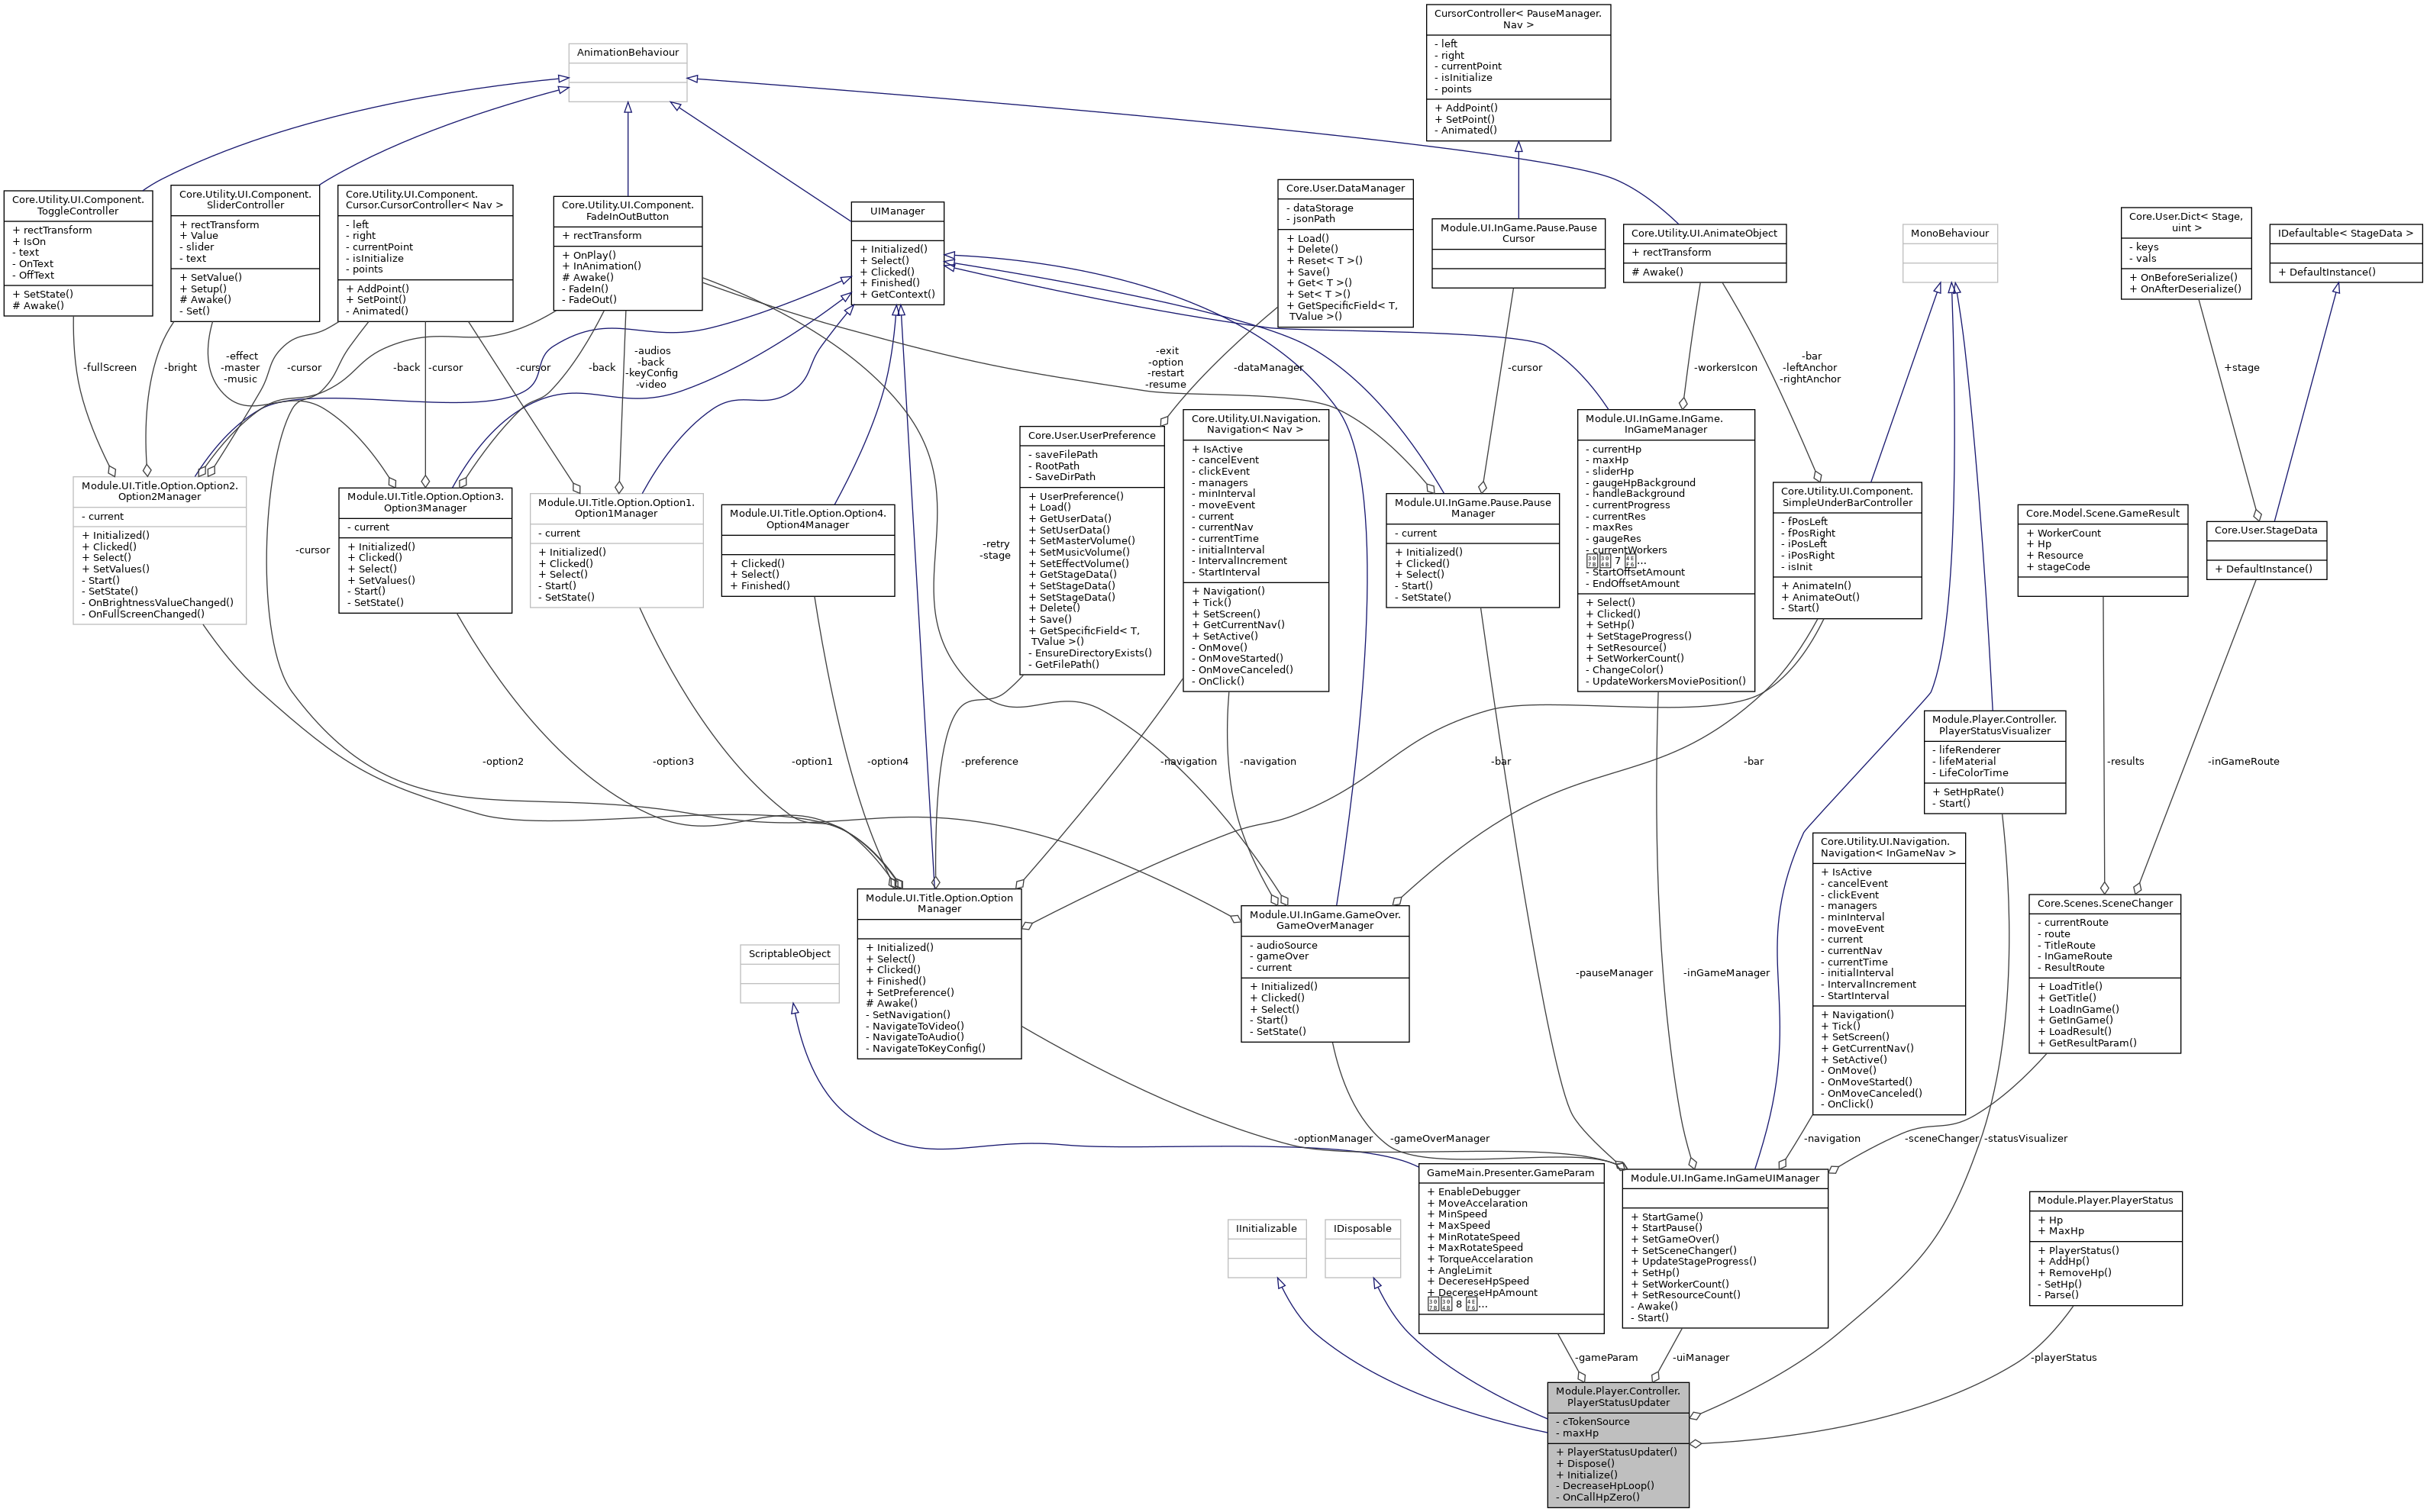 CursorController< PauseManager.
Nav >
- left
- right
- currentPoint
- isInitialize
- points
+ AddPoint()
+ SetPoint()
- Animated()
AnimationBehaviour
Core.Utility.UI.Component.
ToggleController
+ rectTransform
+ IsOn
- text
- OnText
- OffText
+ SetState()
# Awake()
Core.Utility.UI.Component.
SliderController
+ rectTransform
+ Value
- slider
- text
+ SetValue()
+ Setup()
# Awake()
- Set()
Core.Utility.UI.Component.
Cursor.CursorController< Nav >
- left
- right
- currentPoint
- isInitialize
- points
+ AddPoint()
+ SetPoint()
- Animated()
Core.Utility.UI.Component.
FadeInOutButton
+ rectTransform
+ OnPlay()
+ InAnimation()
# Awake()
- FadeIn()
- FadeOut()
UIManager
+ Initialized()
+ Select()
+ Clicked()
+ Finished()
+ GetContext()
Core.User.DataManager
- dataStorage
- jsonPath
+ Load()
+ Delete()
+ Reset< T >()
+ Save()
+ Get< T >()
+ Set< T >()
+ GetSpecificField< T,
TValue >()
Module.UI.InGame.Pause.Pause
Cursor
Core.Utility.UI.AnimateObject
+ rectTransform
# Awake()
MonoBehaviour
Core.User.Dict< Stage,
uint >
- keys
- vals
+ OnBeforeSerialize()
+ OnAfterDeserialize()
IDefaultable< StageData >
+ DefaultInstance()
-fullScreen
-bright
-effect
-master
-music
-cursor
-back
-cursor
-cursor
-back
-audios
-back
-keyConfig
-video
-exit
-option
-restart
-resume
-dataManager
-cursor
-workersIcon
-bar
-leftAnchor
-rightAnchor
+stage
Module.UI.Title.Option.Option2.
Option2Manager
- current
+ Initialized()
+ Clicked()
+ Select()
+ SetValues()
- Start()
- SetState()
- OnBrightnessValueChanged()
- OnFullScreenChanged()
-cursor
Module.UI.Title.Option.Option3.
Option3Manager
- current
+ Initialized()
+ Clicked()
+ Select()
+ SetValues()
- Start()
- SetState()
Module.UI.Title.Option.Option1.
Option1Manager
- current
+ Initialized()
+ Clicked()
+ Select()
- Start()
- SetState()
Module.UI.Title.Option.Option4.
Option4Manager
+ Clicked()
+ Select()
+ Finished()
-retry
-stage
Core.User.UserPreference
- saveFilePath
- RootPath
- SaveDirPath
+ UserPreference()
+ Load()
+ GetUserData()
+ SetUserData()
+ SetMasterVolume()
+ SetMusicVolume()
+ SetEffectVolume()
+ GetStageData()
+ SetStageData()
+ SetStageData()
+ Delete()
+ Save()
+ GetSpecificField< T,
TValue >()
- EnsureDirectoryExists()
- GetFilePath()
Core.Utility.UI.Navigation.
Navigation< Nav >
+ IsActive
- cancelEvent
- clickEvent
- managers
- minInterval
- moveEvent
- current
- currentNav
- currentTime
- initialInterval
- IntervalIncrement
- StartInterval
+ Navigation()
+ Tick()
+ SetScreen()
+ GetCurrentNav()
+ SetActive()
- OnMove()
- OnMoveStarted()
- OnMoveCanceled()
- OnClick()
Module.UI.InGame.Pause.Pause
Manager
- current
+ Initialized()
+ Clicked()
+ Select()
- Start()
- SetState()
Module.UI.InGame.InGame.
InGameManager
- currentHp
- maxHp
- sliderHp
- gaugeHpBackground
- handleBackground
- currentProgress
- currentRes
- maxRes
- gaugeRes
- currentWorkers
7 ...
- StartOffsetAmount
- EndOffsetAmount
+ Select()
+ Clicked()
+ SetHp()
+ SetStageProgress()
+ SetResource()
+ SetWorkerCount()
- ChangeColor()
- UpdateWorkersMoviePosition()
Core.Utility.UI.Component.
SimpleUnderBarController
- fPosLeft
- fPosRight
- iPosLeft
- iPosRight
- isInit
+ AnimateIn()
+ AnimateOut()
- Start()
Core.Model.Scene.GameResult
+ WorkerCount
+ Hp
+ Resource
+ stageCode
Core.User.StageData
+ DefaultInstance()
Module.Player.Controller.
PlayerStatusVisualizer
- lifeRenderer
- lifeMaterial
- LifeColorTime
+ SetHpRate()
- Start()
-option2
-option3
-option1
-option4
-preference
-navigation
-navigation
-bar
-bar
-results
-inGameRoute
Core.Utility.UI.Navigation.
Navigation< InGameNav >
+ IsActive
- cancelEvent
- clickEvent
- managers
- minInterval
- moveEvent
- current
- currentNav
- currentTime
- initialInterval
- IntervalIncrement
- StartInterval
+ Navigation()
+ Tick()
+ SetScreen()
+ GetCurrentNav()
+ SetActive()
- OnMove()
- OnMoveStarted()
- OnMoveCanceled()
- OnClick()
ScriptableObject
Module.UI.Title.Option.Option
Manager
+ Initialized()
+ Select()
+ Clicked()
+ Finished()
+ SetPreference()
# Awake()
- SetNavigation()
- NavigateToVideo()
- NavigateToAudio()
- NavigateToKeyConfig()
Module.UI.InGame.GameOver.
GameOverManager
- audioSource
- gameOver
- current
+ Initialized()
+ Clicked()
+ Select()
- Start()
- SetState()
-pauseManager
-inGameManager
Core.Scenes.SceneChanger
- currentRoute
- route
- TitleRoute
- InGameRoute
- ResultRoute
+ LoadTitle()
+ GetTitle()
+ LoadInGame()
+ GetInGame()
+ LoadResult()
+ GetResultParam()
-optionManager
-gameOverManager
-navigation
-sceneChanger
-statusVisualizer
IInitializable
IDisposable
GameMain.Presenter.GameParam
+ EnableDebugger
+ MoveAccelaration
+ MinSpeed
+ MaxSpeed
+ MinRotateSpeed
+ MaxRotateSpeed
+ TorqueAccelaration
+ AngleLimit
+ DecereseHpSpeed
+ DecereseHpAmount
8 ...
Module.UI.InGame.InGameUIManager
+ StartGame()
+ StartPause()
+ SetGameOver()
+ SetSceneChanger()
+ UpdateStageProgress()
+ SetHp()
+ SetWorkerCount()
+ SetResourceCount()
- Awake()
- Start()
Module.Player.PlayerStatus
+ Hp
+ MaxHp
+ PlayerStatus()
+ AddHp()
+ RemoveHp()
- SetHp()
- Parse()
-gameParam
-uiManager
-playerStatus
Module.Player.Controller.
PlayerStatusUpdater
- cTokenSource
- maxHp
+ PlayerStatusUpdater()
+ Dispose()
+ Initialize()
- DecreaseHpLoop()
- OnCallHpZero()